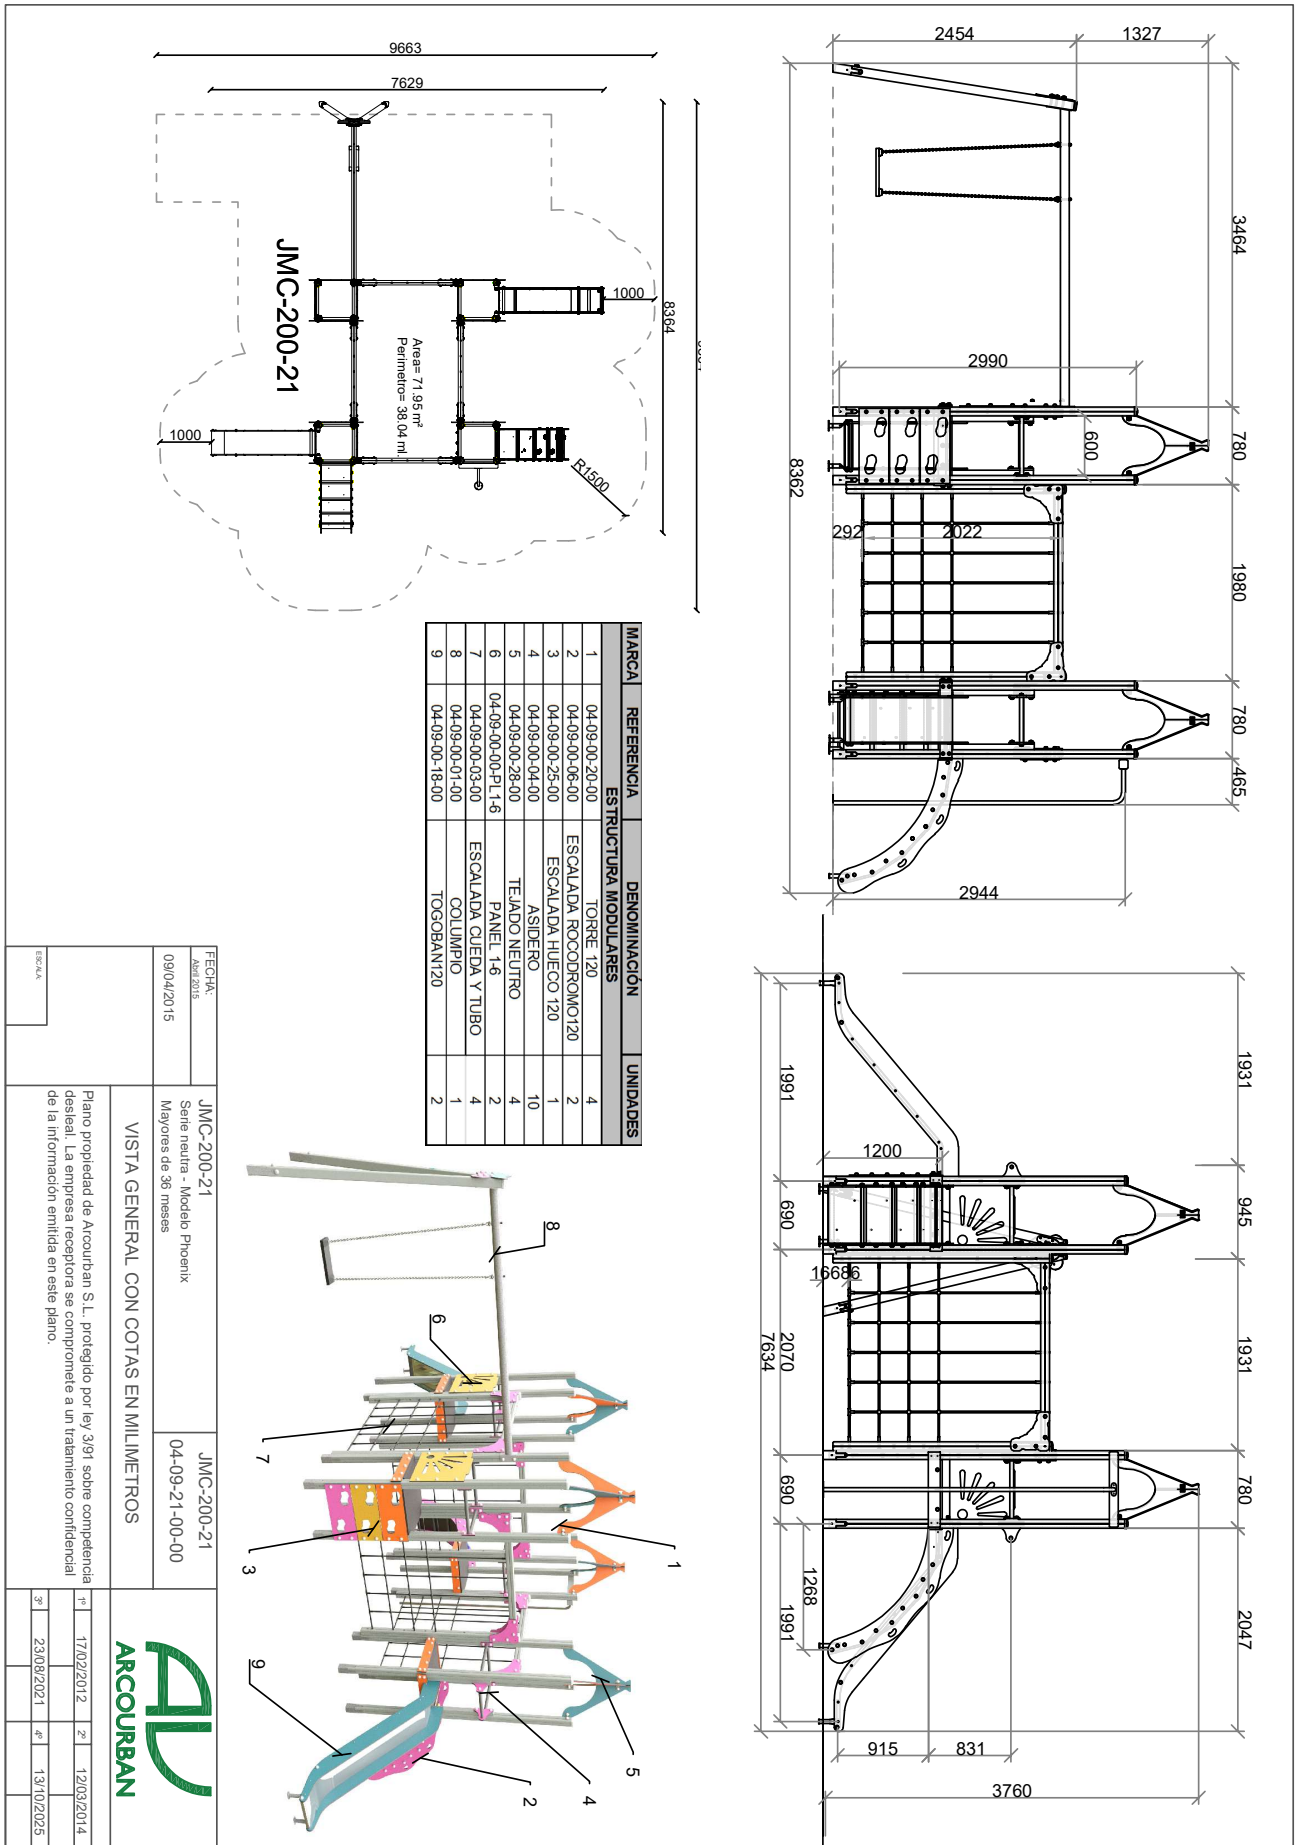 9663
7629
8364
1000
1000
R1500
JMC-200-21
Area= 71.95 m²
Perimetro= 38.04 ml.
2454
1327
3464
2990
780
600
8362
292
2022
1980
780
465
2944
1931
1991
1200
945
690
16686
1931
2070
7634
780
690
1268
1991
2047
915
831
3760
MARCA REFERENCIA DENOMINACIÓN UNIDADES
ESTRUCTURA MODULARES
1 04-09-00-20-00 TORRE 120 4
2 04-09-00-06-00 ESCALADA ROCODROMO120 2
3 04-09-00-25-00 ESCALADA HUECO 120 1
4 04-09-00-04-00 ASIDERO 10
5 04-09-00-28-00 TEJADO NEUTRO 4
6 04-09-00-00-PL1-6 PANEL 1-6 2
7 04-09-00-03-00 ESCALADA CUEDA Y TUBO 4
8 04-09-00-01-00 COLUMPIO 1
9 04-09-00-18-00 TOGOBAN120 2
8
6
7
3
1
9
5
4
2
FECHA:
Abril 2015
09/04/2015
ESCALA:
JMC-200-21
Serie neutra - Modelo Phoenix
Mayores de 36 meses
JMC-200-21
04-09-21-00-00
VISTA GENERAL CON COTAS EN MILIMETROS
Plano propiedad de Arcourban S.L. protegido por ley 3/91 sobre competencia
desleal. La empresa receptora se compromete a un tratamiento confidencial
de la información emitida en este plano.
ARCOURBAN
1º 17/02/2012 2º 12/03/2014
3º 23/08/2021 4º 13/10/2025